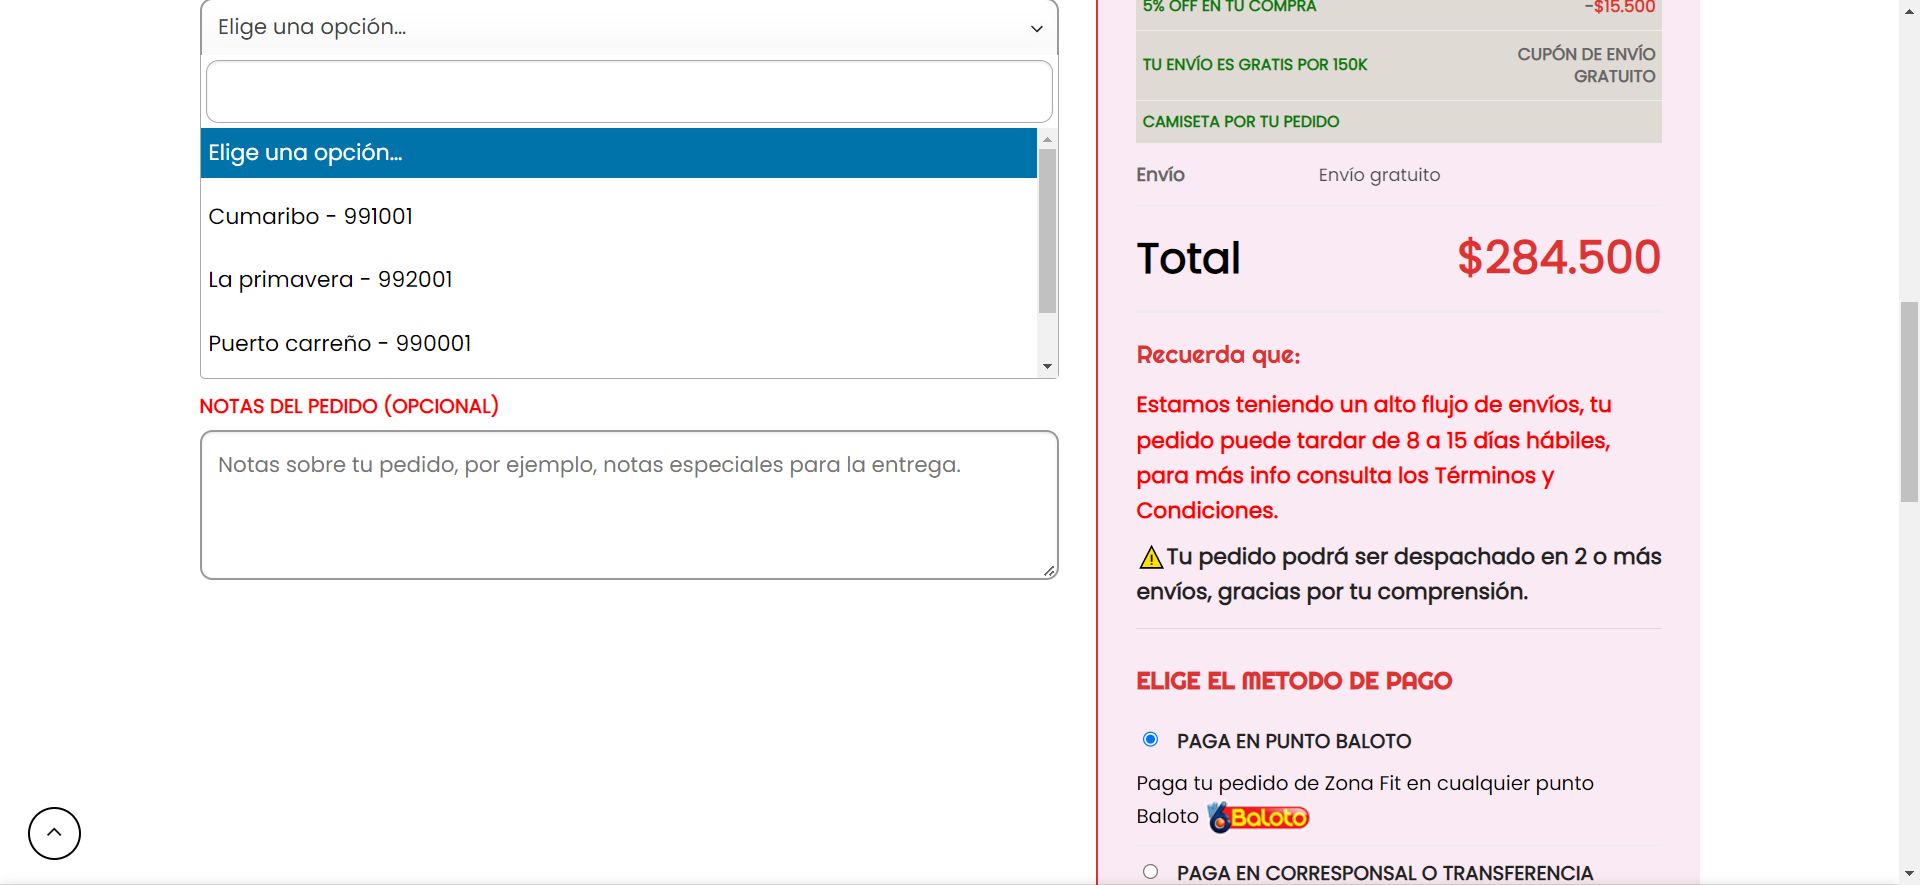 Elige una opción...
Elige una opción...
Cumaribo - 991001
La primavera - 992001
Puerto carreño - 990001
NOTAS DEL PEDIDO (OPCIONAL)
Notas sobre tu pedido, por ejemplo, notas especiales para la entrega.
5% OFF EN TU COMPRA -$15.500
TU ENVÍO ES GRATIS POR 150K CUPÓN DE ENVÍO
GRATUITO
CAMISETA POR TU PEDIDO
Envío Envío gratuito
Total $284.500
Recuerda que:
Estamos teniendo un alto flujo de envíos, tu
pedido puede tardar de 8 a 15 días hábiles,
para más info consulta los Términos y
Condiciones.
Tu pedido podrá ser despachado en 2 o más
envíos, gracias por tu comprensión.
ELIGE EL METODO DE PAGO
PAGA EN PUNTO BALOTO
Paga tu pedido de Zona Fit en cualquier punto
Baloto Baloto
PAGA EN CORRESPONSAL O TRANSFERENCIA